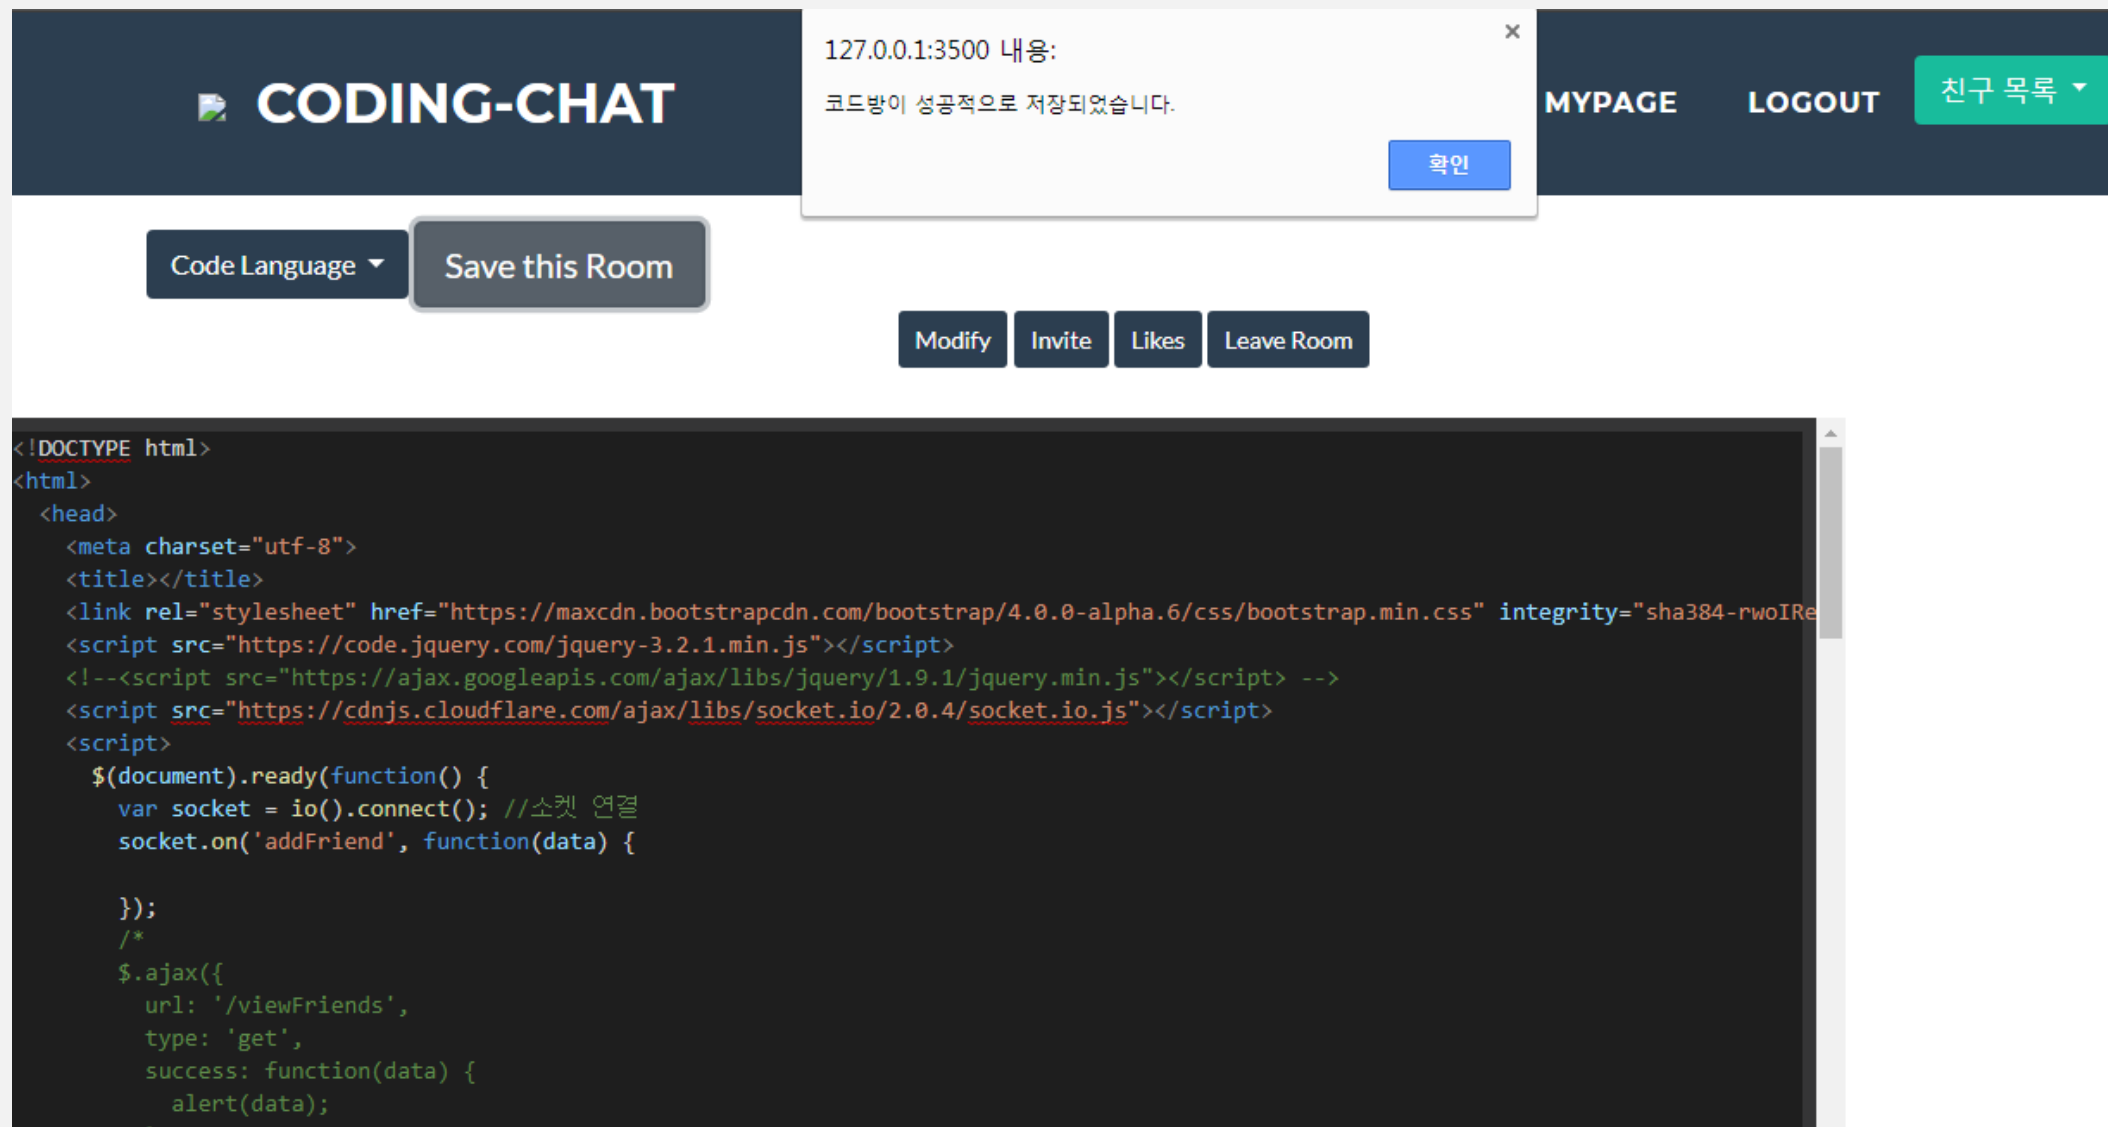 CODING-CHAT
127.0.0.1:3500 내용:
코드방이 성공적으로 저장되었습니다.
확인
MYPAGE
LOGOUT
친구 목록
Code Language
Save this Room
Modify
Invite
Likes
Leave Room
<!DOCTYPE html>
<html>
<head>
<meta charset="utf-8">
<title></title>
<link rel="stylesheet" href="https://maxcdn.bootstrapcdn.com/bootstrap/4.0.0-alpha.6/css/bootstrap.min.css" integrity="sha384-rwoIRe
<script src="https://code.jquery.com/jquery-3.2.1.min.js"></script>
<!--<script src="https://ajax.googleapis.com/ajax/libs/jquery/1.9.1/jquery.min.js"></script> -->
<script src="https://cdnjs.cloudflare.com/ajax/libs/socket.io/2.0.4/socket.io.js"></script>
<script>
$(document).ready(function() {
var socket = io().connect(); //소켓 연결
socket.on('addFriend', function(data) {
});
/*
$.ajax({
url: '/viewFriends',
type: 'get',
success: function(data) {
alert(data);